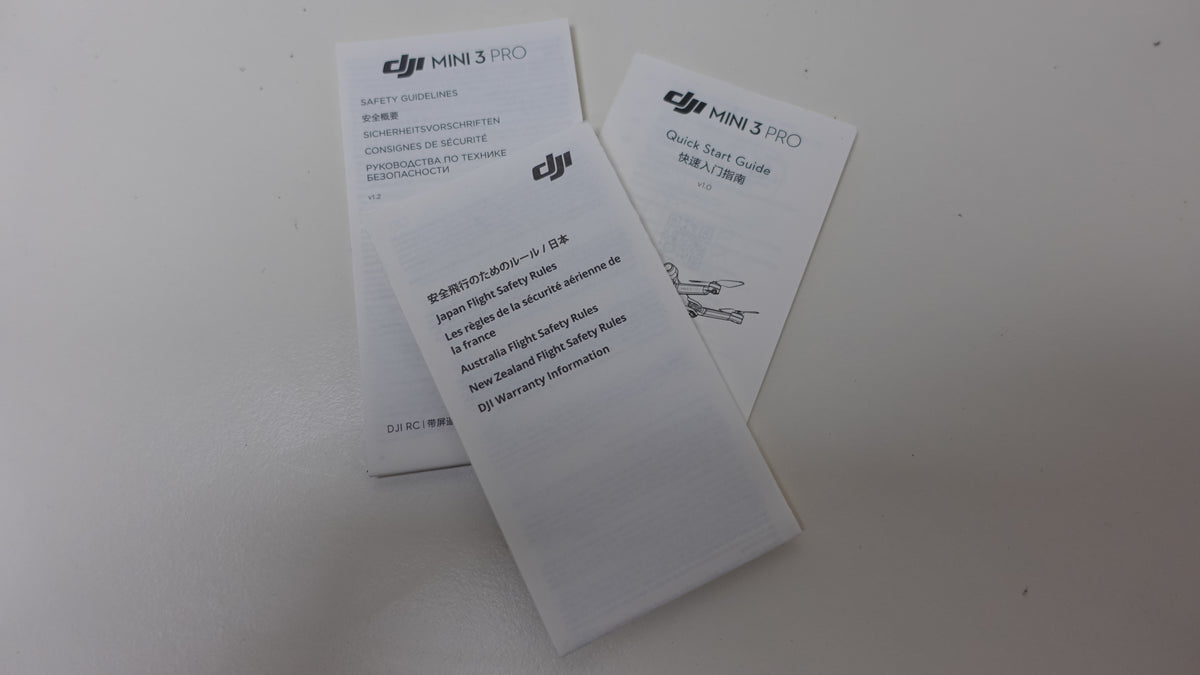 dji MINI 3 PRO
SAFETY GUIDELINES
安全概要
SICHERHEITSVORSCHRIFTEN
CONSIGNES DE SÉCURITÉ
РУКОВОДСТВА ПО ТЕХНИКЕ
БЕЗОПАСНОСТИ
v1.2
DJI RC | 带屏
dji
安全飛行のためのルール / 日本
Japan Flight Safety Rules
Les règles de la sécurité aérienne de
la france
Australia Flight Safety Rules
New Zealand Flight Safety Rules
DJI Warranty Information
dji MINI 3 PRO
Quick Start Guide
快速入门指南
v1.0